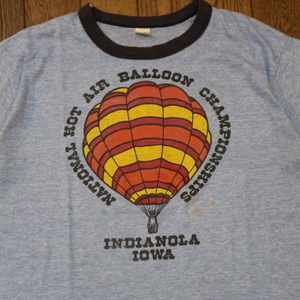 NATIONAL HOT AIR BALLOON CHAMPIONSHIPS
INDIANOLA
IOWA